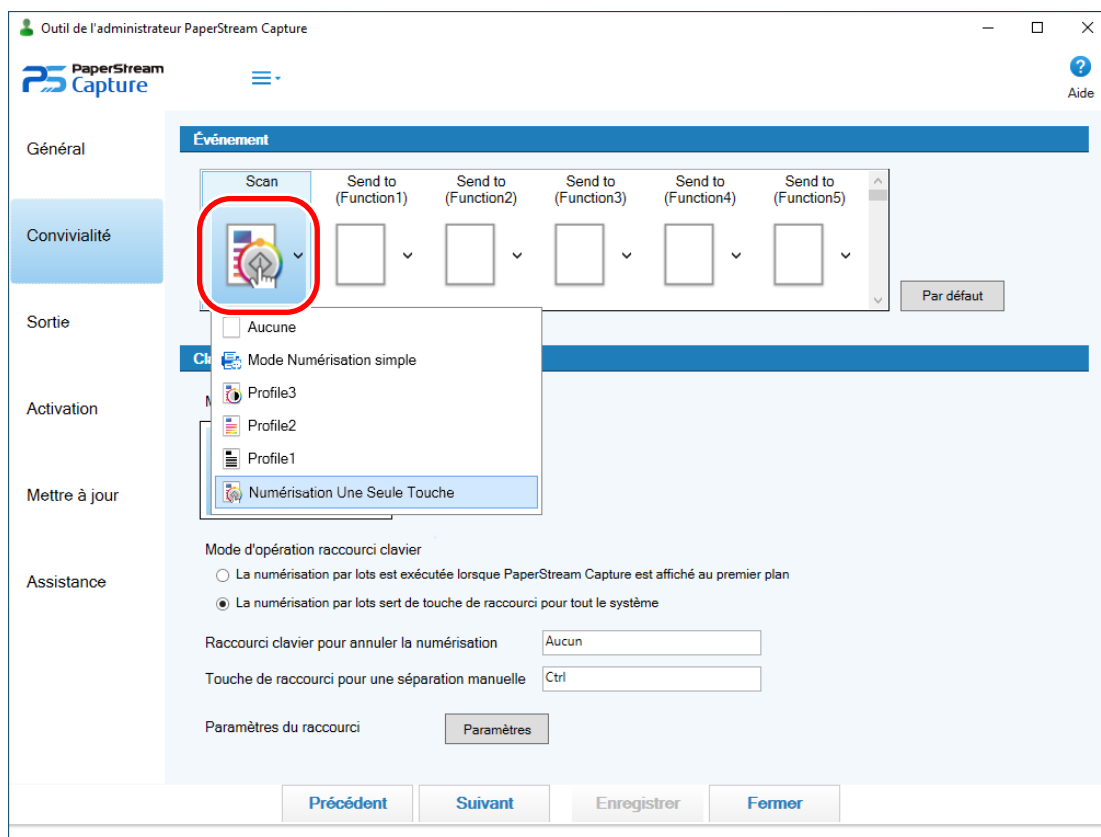 Outil de l'administrateur PaperStream Capture
PaperStream
Capture
Aide
Général
Convivialité
Sortie
Activation
Mettre à jour
Assistance
Événement
Scan
Send to
(Function1)
Send to
(Function2)
Send to
(Function3)
Send to
(Function4)
Send to
(Function5)
Par défaut
Aucune
Mode Numérisation simple
Profile3
Profile2
Profile1
Numérisation Une Seule Touche
Mode d'opération raccourci clavier
La numérisation par lots est exécutée lorsque PaperStream Capture est affiché au premier plan
La numérisation par lots sert de touche de raccourci pour tout le système
Raccourci clavier pour annuler la numérisation
Aucun
Touche de raccourci pour une séparation manuelle
Ctrl
Paramètres du raccourci
Paramètres
Précédent
Suivant
Enregistrer
Fermer